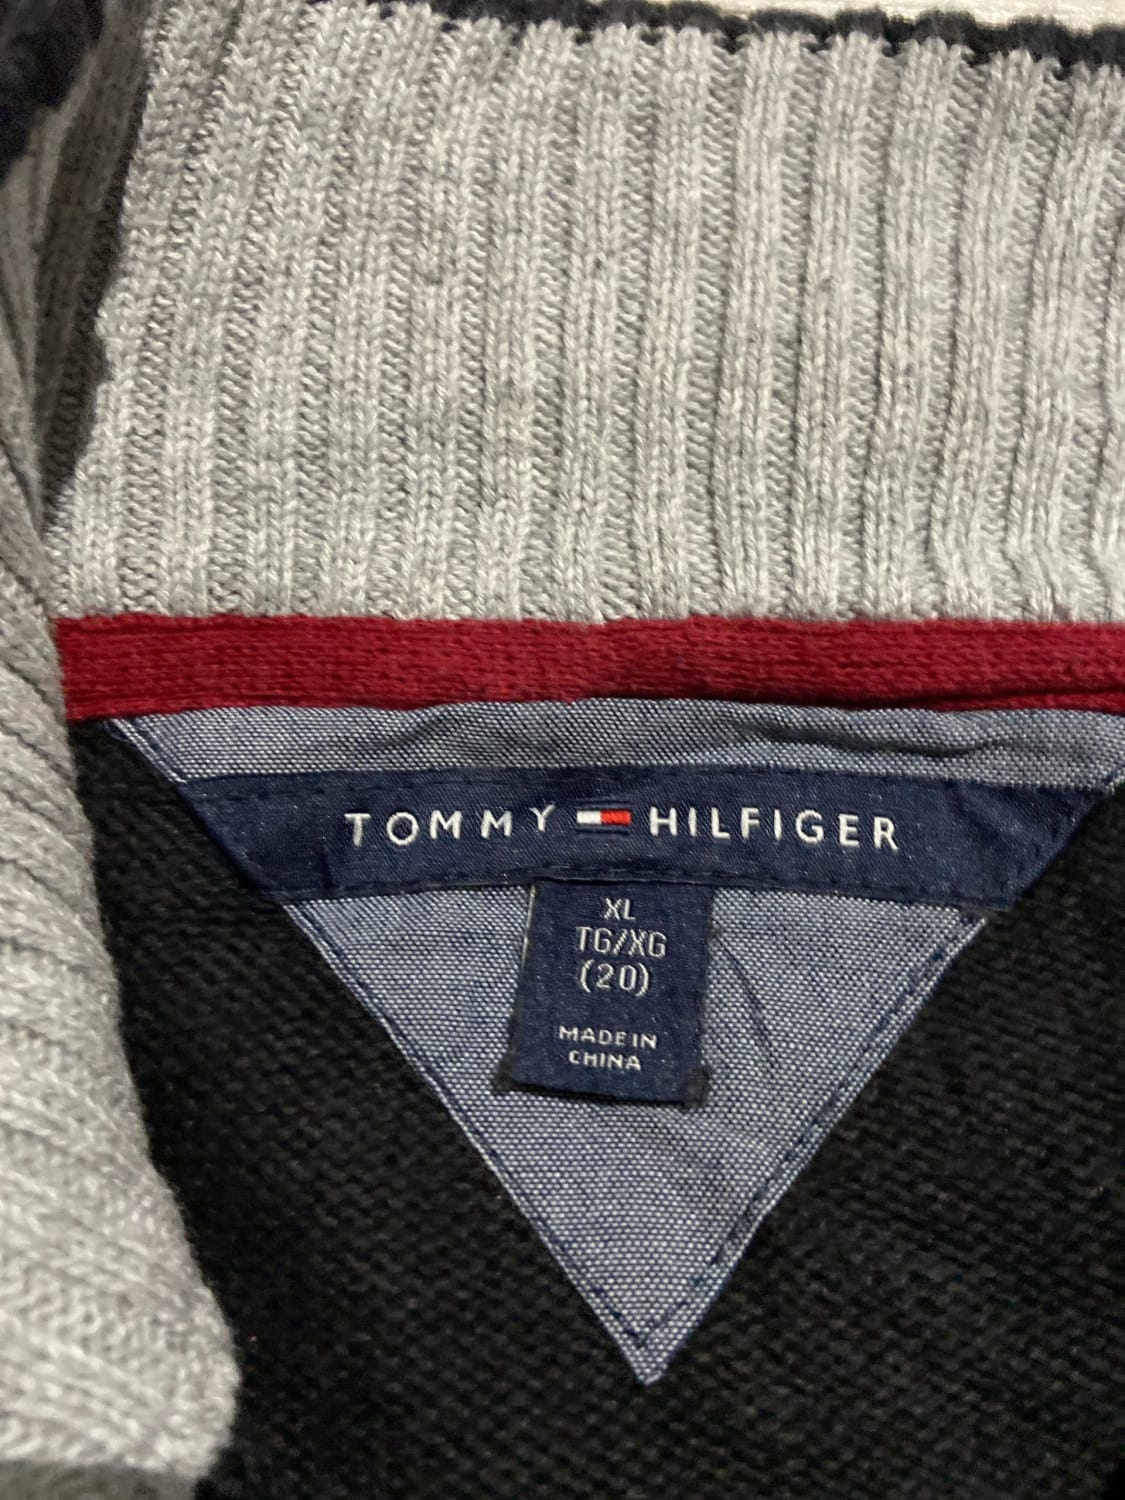 TOMMY HILFIGER
XL
TG/XG
(20)
MADE IN
CHINA